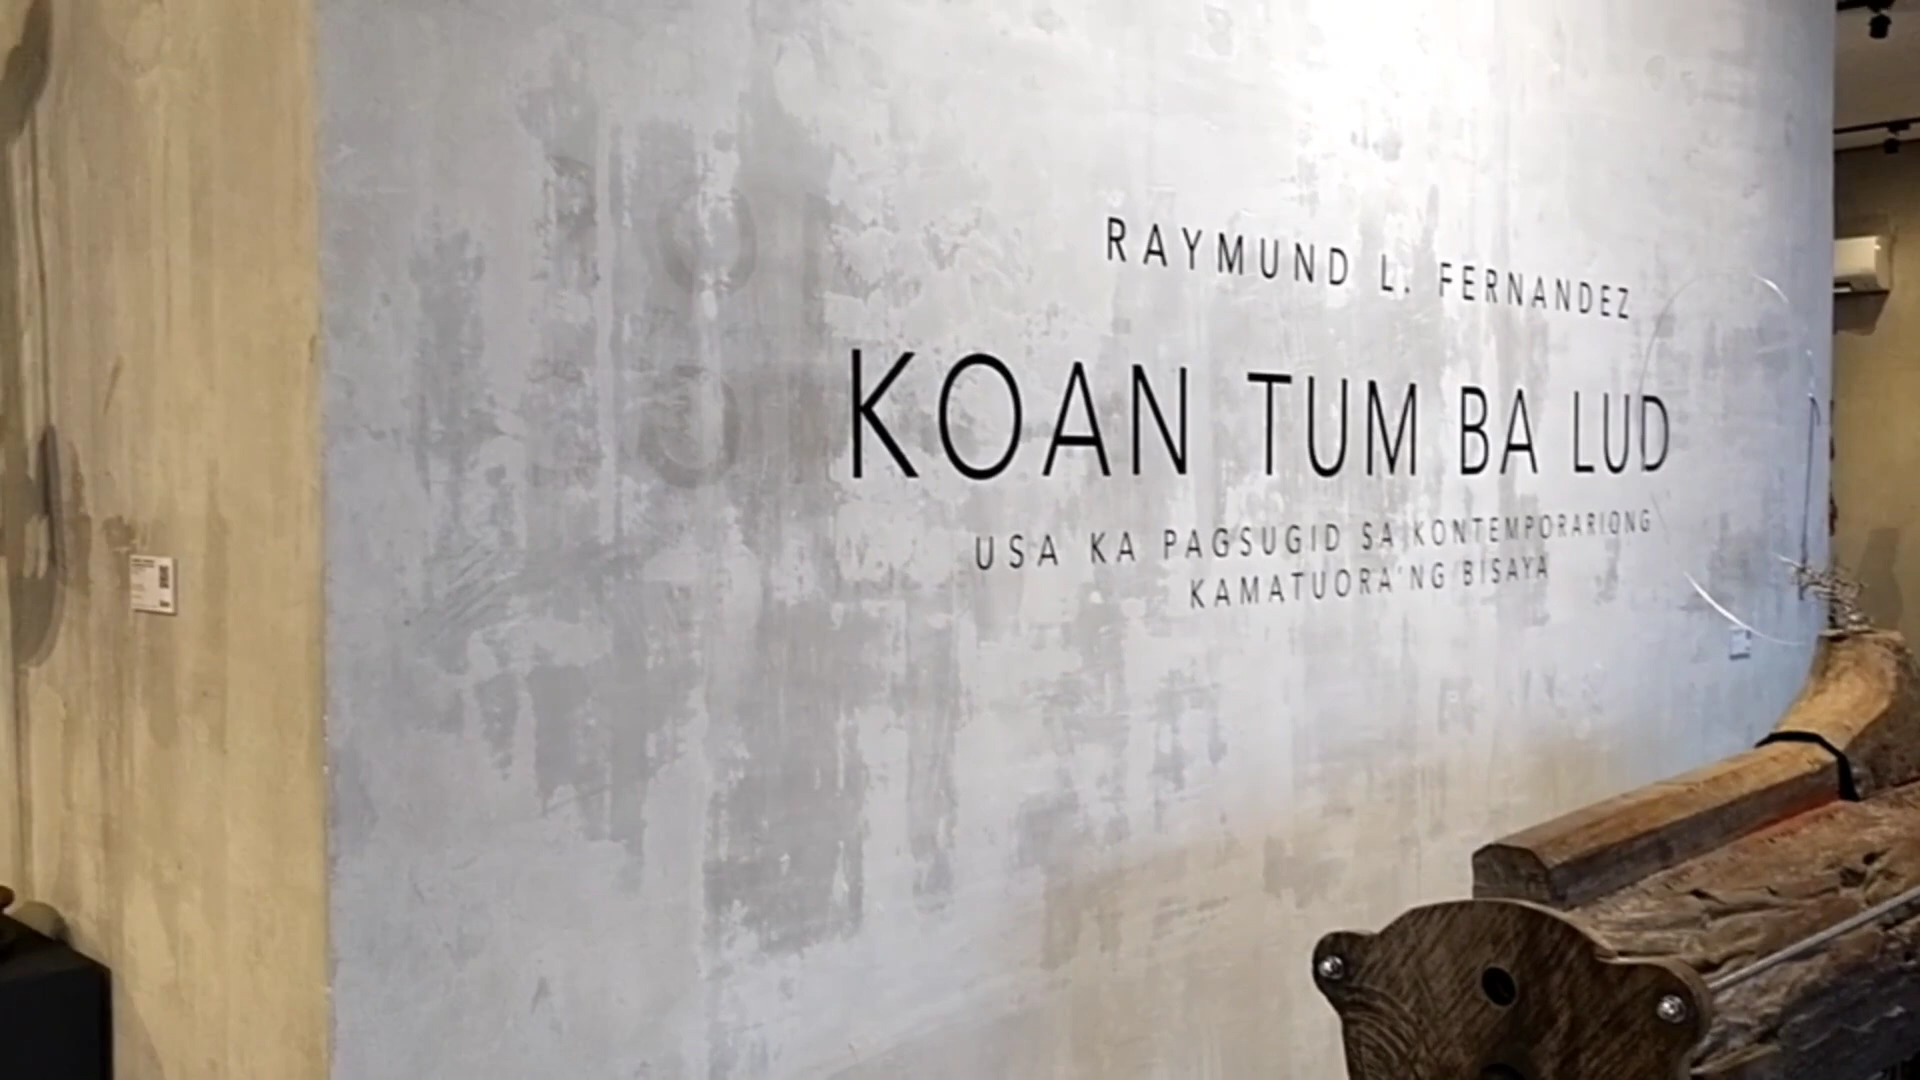 RAYMUND L. FERNANDEZ
KOAN TUM BA LUD
USA KA PAGSUGID SA KONTEMPORARIONG
KAMATUORA'NG BISAYA